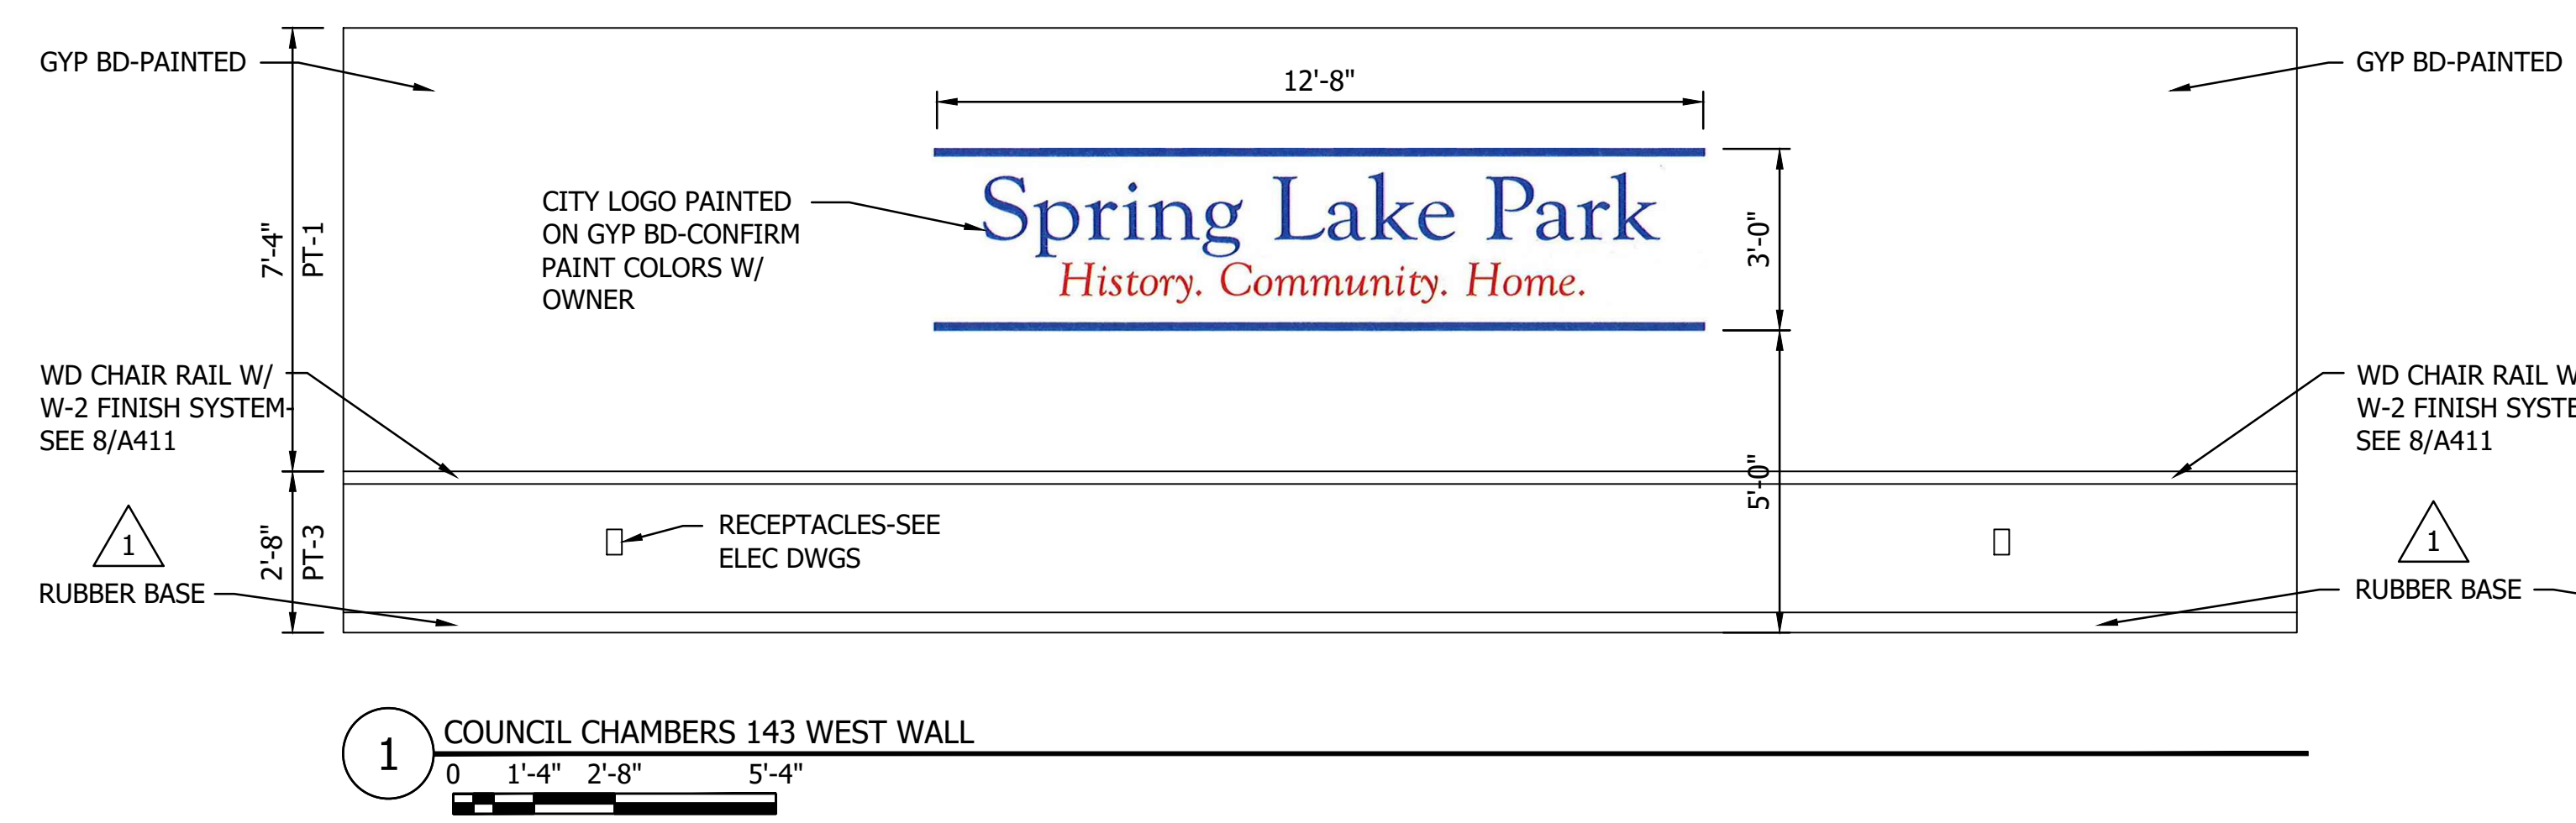 GYP BD-PAINTED
12'-8"
GYP BD-PAINTED
CITY LOGO PAINTED
ON GYP BD-CONFIRM
PAINT COLORS W/
OWNER
Spring Lake Park
History. Community. Home.
7'-4"
PT-1
3'-0"
WD CHAIR RAIL W/
W-2 FINISH SYSTEM-
SEE 8/A411
WD CHAIR RAIL W
W-2 FINISH SYSTE
SEE 8/A411
5'-0"
1
2'-8"
PT-3
RECEPTACLES-SEE
ELEC DWGS
1
RUBBER BASE
RUBBER BASE
1
COUNCIL CHAMBERS 143 WEST WALL
0 1'-4" 2'-8" 5'-4"